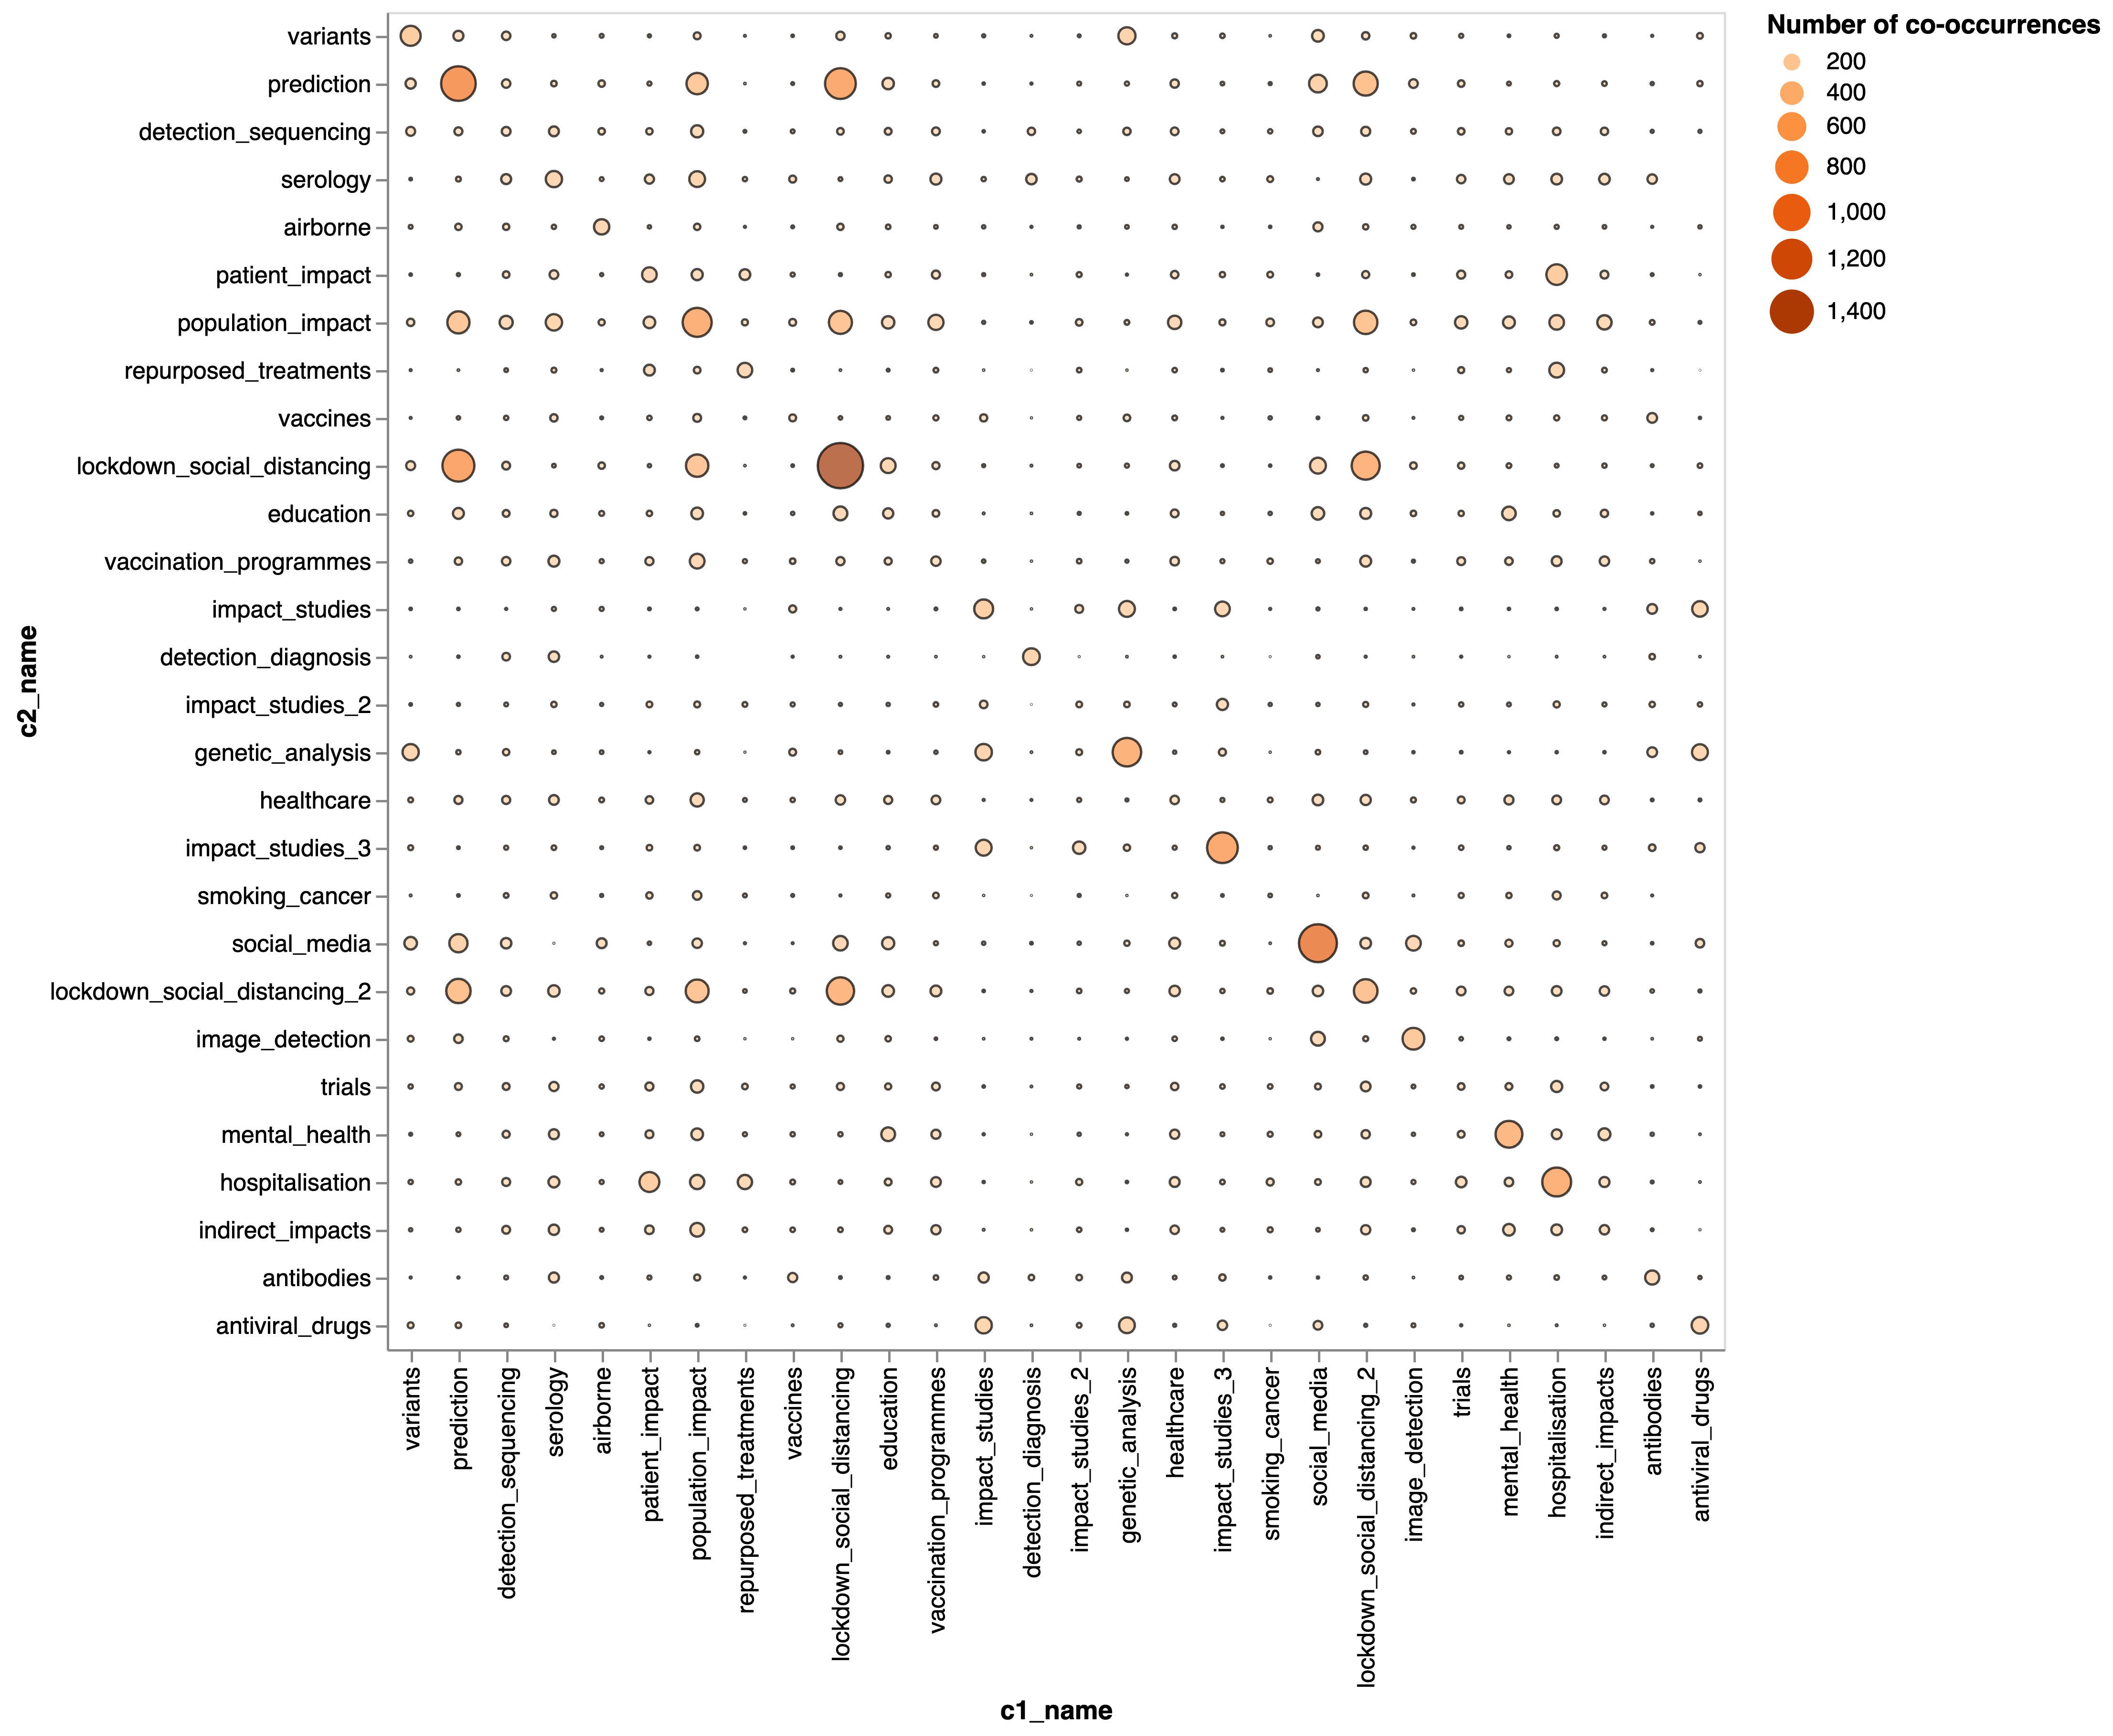 Number of co-occurrences
200
400
600
800
1,000
1,200
1,400
variants
prediction
detection_sequencing
serology
airborne
patient_impact
population_impact
repurposed_treatments
vaccines
lockdown_social_distancing
education
vaccination_programmes
impact_studies
detection_diagnosis
impact_studies_2
genetic_analysis
healthcare
impact_studies_3
smoking_cancer
social_media
lockdown_social_distancing_2
image_detection
trials
mental_health
hospitalisation
indirect_impacts
antibodies
antiviral_drugs
c2_name
variants
prediction
detection_sequencing
serology
airborne
patient_impact
population_impact
repurposed_treatments
vaccines
lockdown_social_distancing
education
vaccination_programmes
impact_studies
detection_diagnosis
impact_studies_2
genetic_analysis
healthcare
impact_studies_3
smoking_cancer
social_media
lockdown_social_distancing_2
image_detection
trials
mental_health
hospitalisation
indirect_impacts
antibodies
antiviral_drugs
c1_name